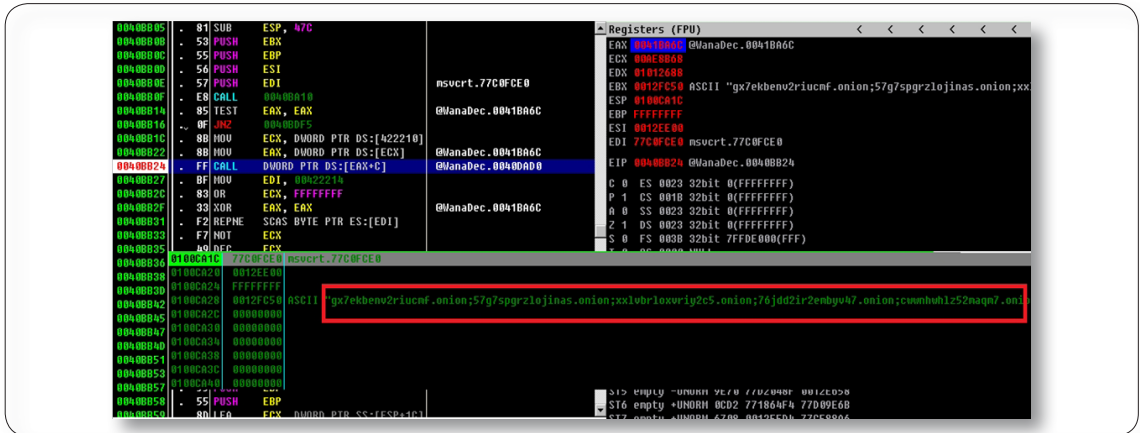 0040BB05 . 81 SUB ESP, 47C
0040BB0B . 53 PUSH EBX
0040BB0C . 55 PUSH EBP
0040BB0D . 56 PUSH ESI
0040BB0E . 57 PUSH EDI msvcrt.77C0FCE0
0040BB0F . E8 CALL 0040BA10
0040BB14 . 85 TEST EAX, EAX @WanaDec.0041BA6C
0040BB16 .⌄ 0F JNZ 0040BDF5
0040BB1C . 8B MOV ECX, DWORD PTR DS:[422210]
0040BB22 . 8B MOV EAX, DWORD PTR DS:[ECX] @WanaDec.0041BA6C
0040BB24 . FF CALL DWORD PTR DS:[EAX+C] @WanaDec.0040DAD0
0040BB27 . BF MOV EDI, 00422214
0040BB2C . 83 OR ECX, FFFFFFFF
0040BB2F . 33 XOR EAX, EAX @WanaDec.0041BA6C
0040BB31 . F2 REPNE SCAS BYTE PTR ES:[EDI]
0040BB33 . F7 NOT ECX
0040BB35 . 49 DEC ECX
0040BB36
0040BB38
0040BB3D
0040BB42
0040BB45
0040BB47
0040BB4D
0040BB51
0040BB53
0040BB57
0040BB58 . 55 PUSH EBP
0040BB59 . 8D LEA ECX, DWORD PTR SS:[ESP+1C]
Registers (FPU) < < < < < <
EAX 0041BA6C @WanaDec.0041BA6C
ECX 00AE8B68
EDX 01012688
EBX 0012FC50 ASCII "gx7ekbenv2riucmf.onion;57g7spgrzlojinas.onion;xx
ESP 0100CA1C
EBP FFFFFFFF
ESI 0012EE00
EDI 77C0FCE0 msvcrt.77C0FCE0
EIP 0040BB24 @WanaDec.0040BB24
C 0 ES 0023 32bit 0(FFFFFFFF)
P 1 CS 001B 32bit 0(FFFFFFFF)
A 0 SS 0023 32bit 0(FFFFFFFF)
Z 1 DS 0023 32bit 0(FFFFFFFF)
S 0 FS 003B 32bit 7FFDE000(FFF)
0100CA1C 77C0FCE0 msvcrt.77C0FCE0
0100CA20 0012EE00
0100CA24 FFFFFFFF
0100CA28 0012FC50 ASCII "gx7ekbenv2riucmf.onion;57g7spgrzlojinas.onion;xxlvbrloxvriy2c5.onion;76jdd2ir2embyv47.onion;cwwnhwhlz52maqm7.onio
0100CA2C 00000000
0100CA30 00000000
0100CA34 00000000
0100CA38 00000000
0100CA3C 00000000
0100CA40 00000000
ST6 empty +UNORM 0CD2 771864F4 77D09E6B